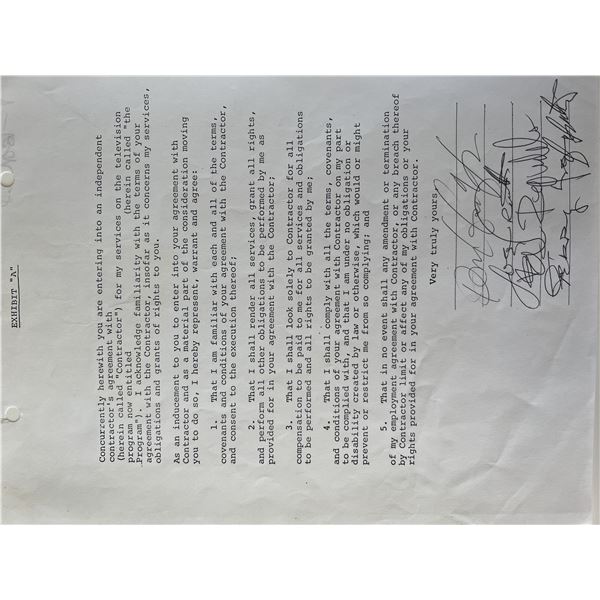 EXHIBIT "A"
Concurrently herewith you are entering into an independent
contractor's agreement with
(herein called "Contractor") for my services on the television
program now entitled (herein called "the
Program"). I acknowledge familiarity with the terms of your
agreement with the Contractor, insofar as it concerns my services,
obligations and grants of rights to you.
As an inducement to you to enter into your agreement with
Contractor and as a material part of the consideration moving
you to do so, I hereby represent, warrant and agree:
1. That I am familiar with each and all of the terms,
covenants and conditions of your agreement with the Contractor,
and consent to the execution thereof;
2. That I shall render all services, grant all rights,
and perform all other obligations to be performed by me as
provided for in your agreement with the Contractor;
3. That I shall look solely to Contractor for all
compensation to be paid to me for all services and obligations
to be performed and all rights to be granted by me;
4. That I shall comply with all the terms, covenants,
and conditions of your agreement with Contractor on my part
to be complied with, and that I am under no obligation or
disability created by law or otherwise, which would or might
prevent or restrict me from so complying; and
5. That in no event shall any amendment or termination
of my employment agreement with Contractor, or any breach thereof
by Contractor limit or affect any of my obligations or your
rights provided for in your agreement with Contractor.
Very truly yours,